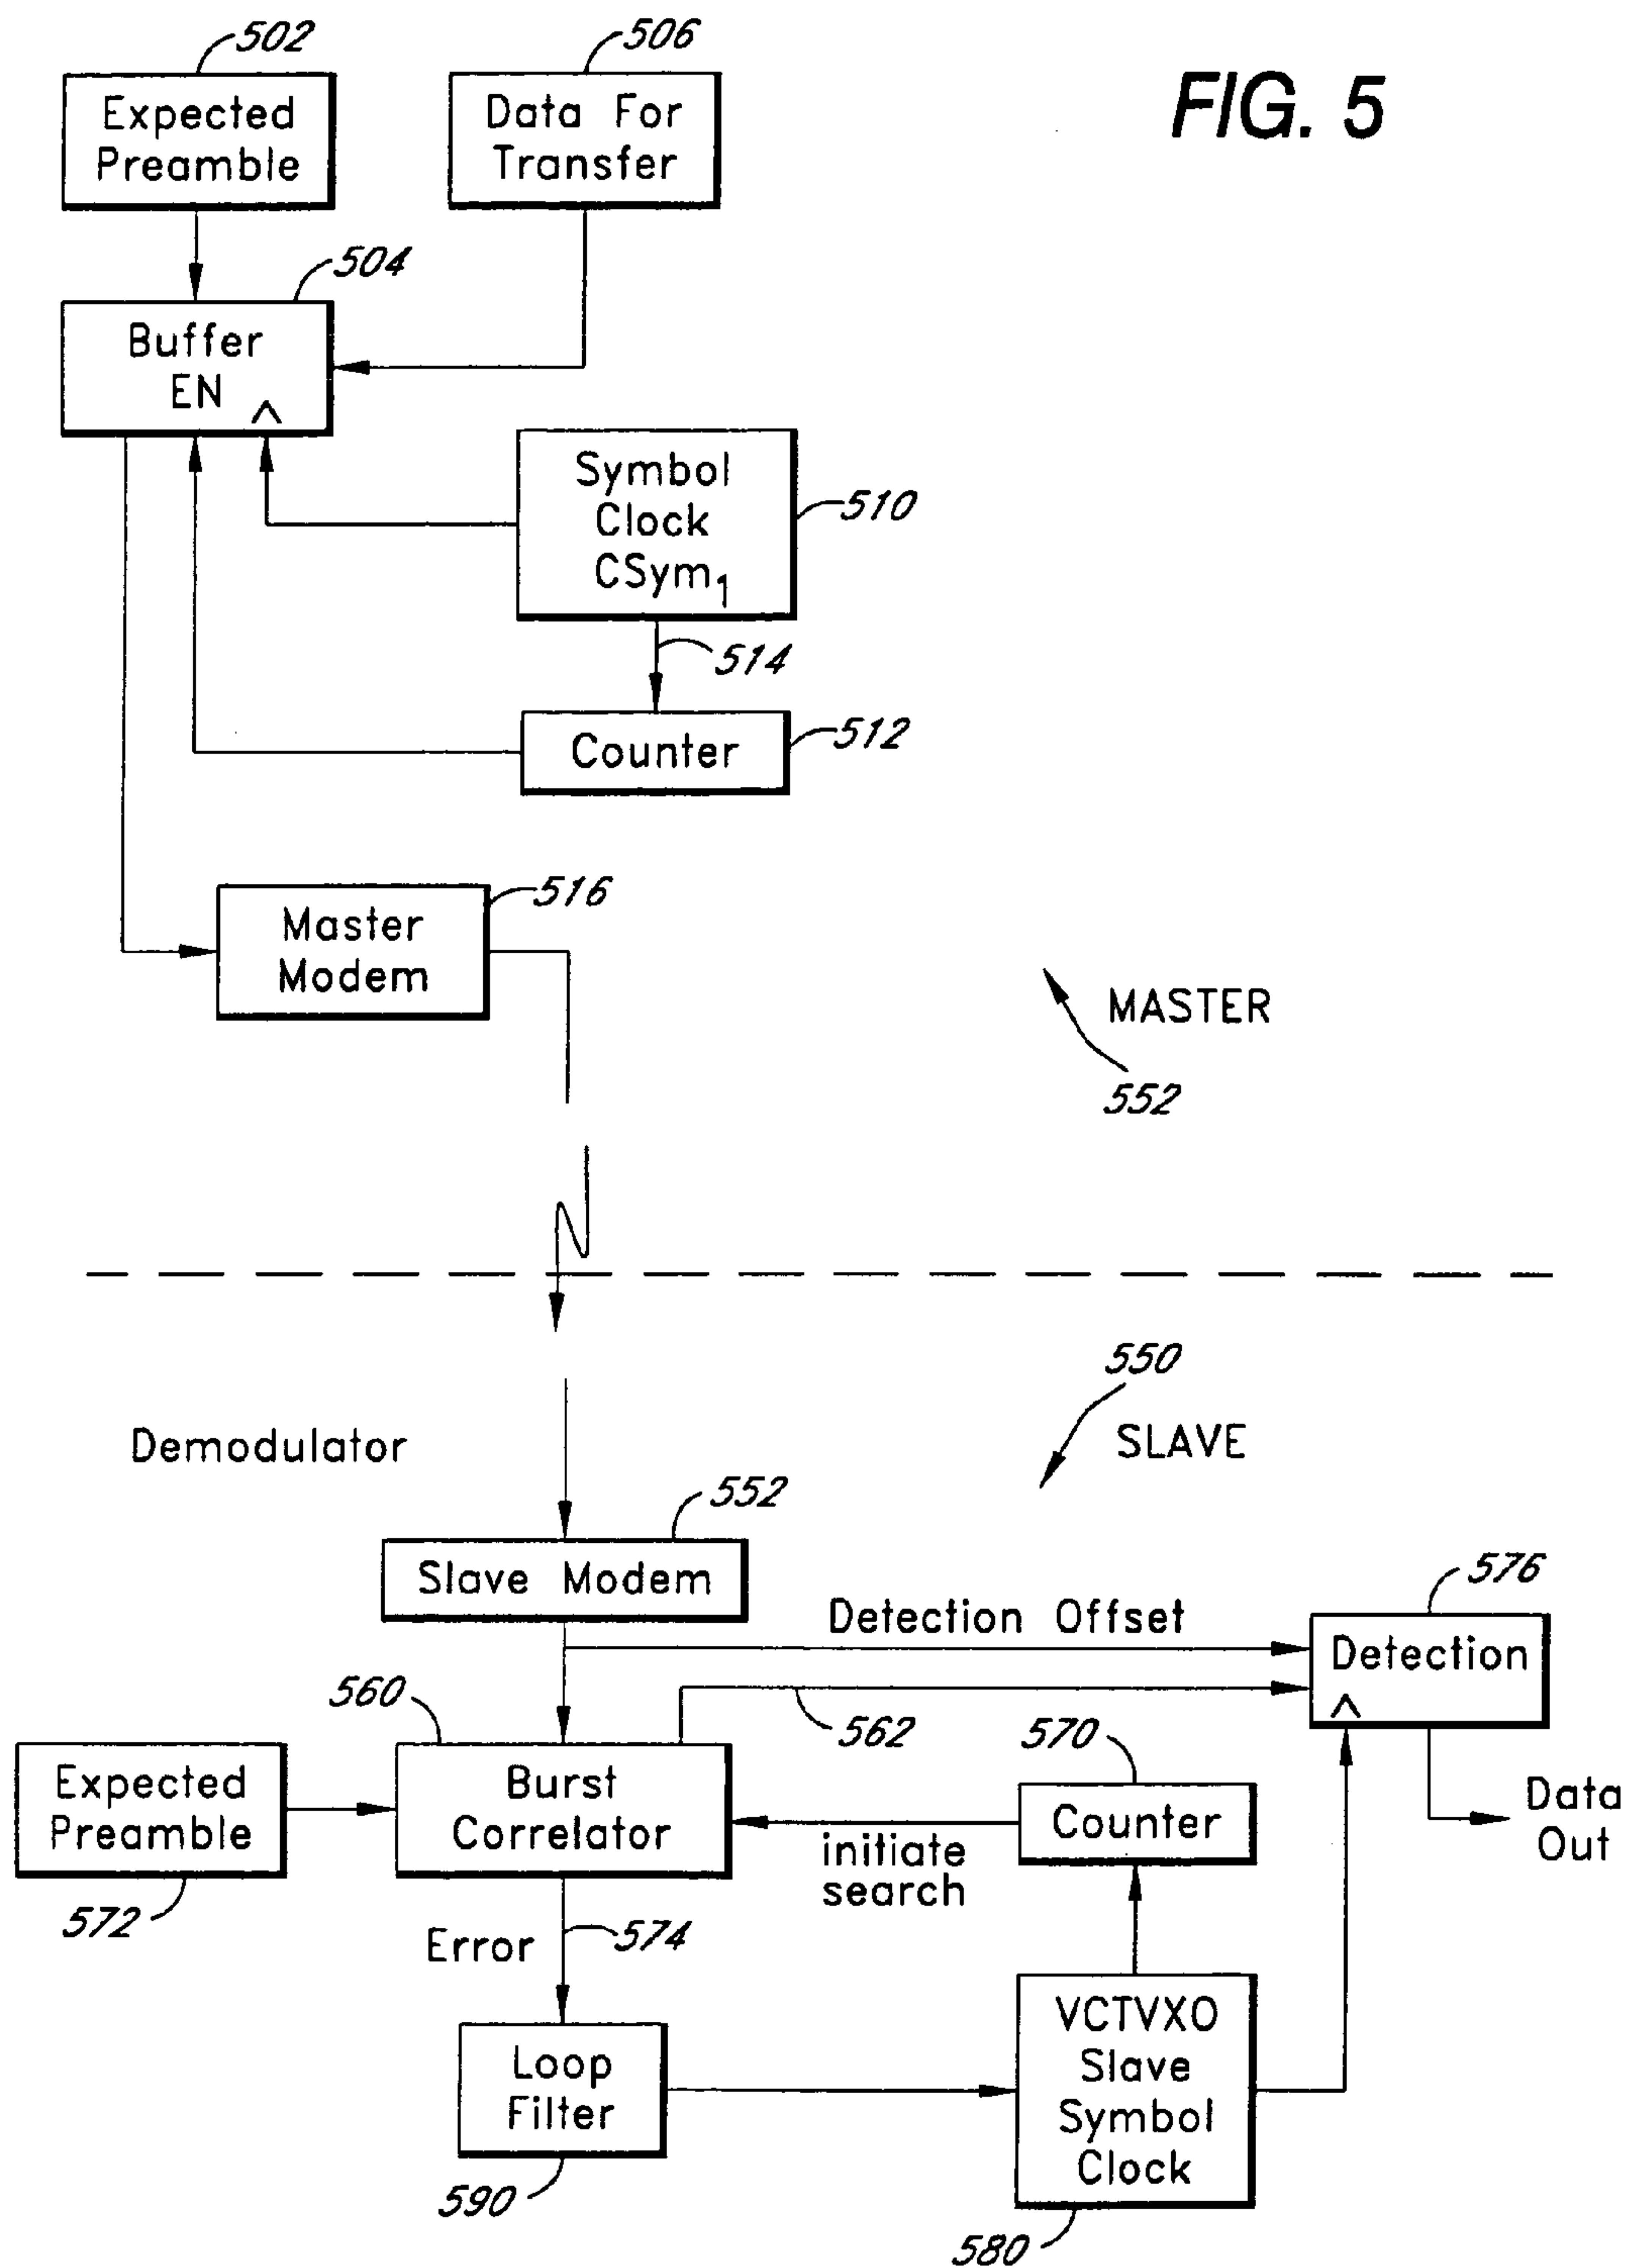 FIG. 5
502
506
Expected
Preamble
Data For
Transfer
504
Buffer
EN
Symbol
Clock
CSym1
510
514
Counter
512
516
Master
Modem
MASTER
552
550
SLAVE
Demodulator
552
Slave Modem
576
Detection Offset
Detection
560
562
570
Expected
Preamble
Burst
Correlator
Counter
initiate
search
Data
Out
572
Error
574
VCTVXO
Slave
Symbol
Clock
Loop
Filter
590
580